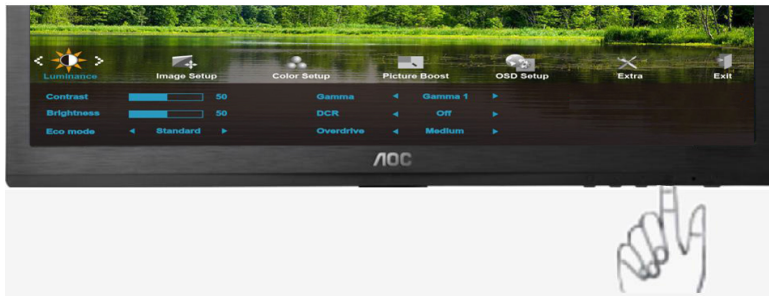 Luminance Image Setup Color Setup Picture Boost OSD Setup Extra Exit
Contrast 50 Gamma Gamma 1
Brightness 50 DCR Off
Eco mode Standard Overdrive Medium
AOC